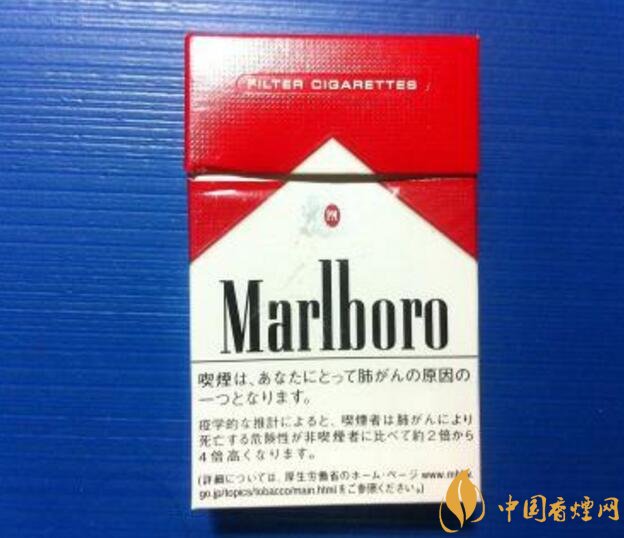 FILTER CIGARETTES
PM
Marlboro
喫煙は、あなたにとって肺がんの原因の
一つとなります。
疫学的な推計によると、喫煙者は肺がんにより
死亡する危険性が非喫煙者に比べて約2倍から
4倍高くなります。
(詳細については、厚生労働省のホーム・ページ www.mhlw.
go.jp/topics/tobacco/main.html をご参照ください。)
中国香烟网